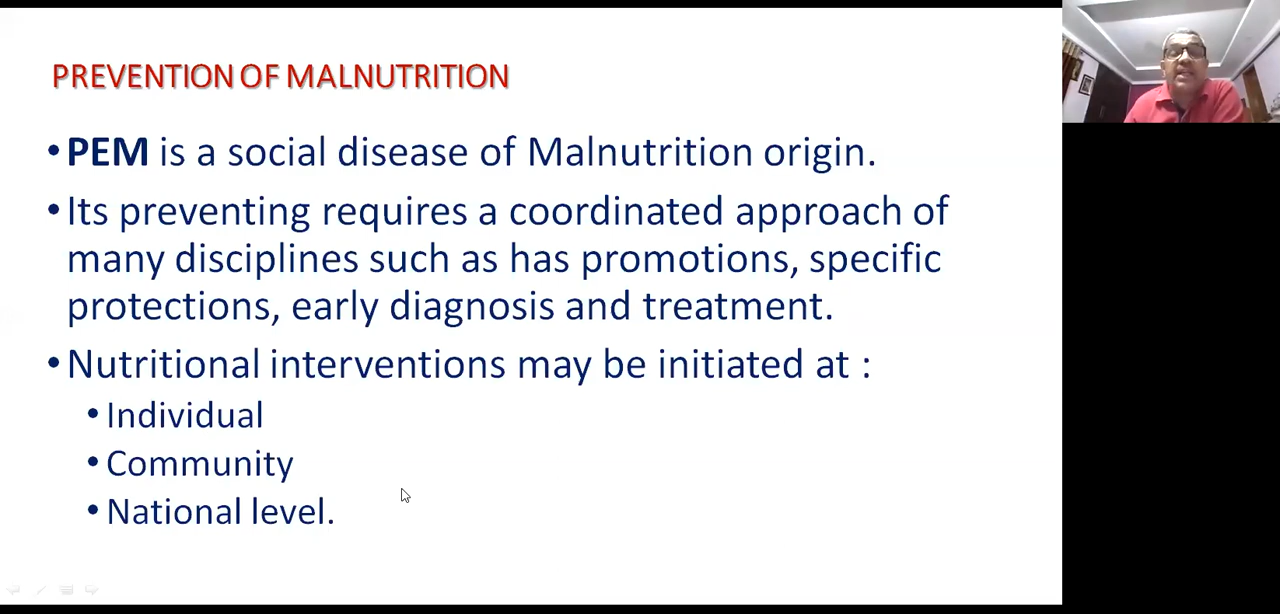 PREVENTION OF MALNUTRITION
• PEM is a social disease of Malnutrition origin.
• Its preventing requires a coordinated approach of
many disciplines such as has promotions, specific
protections, early diagnosis and treatment.
• Nutritional interventions may be initiated at :
• Individual
• Community
• National level.